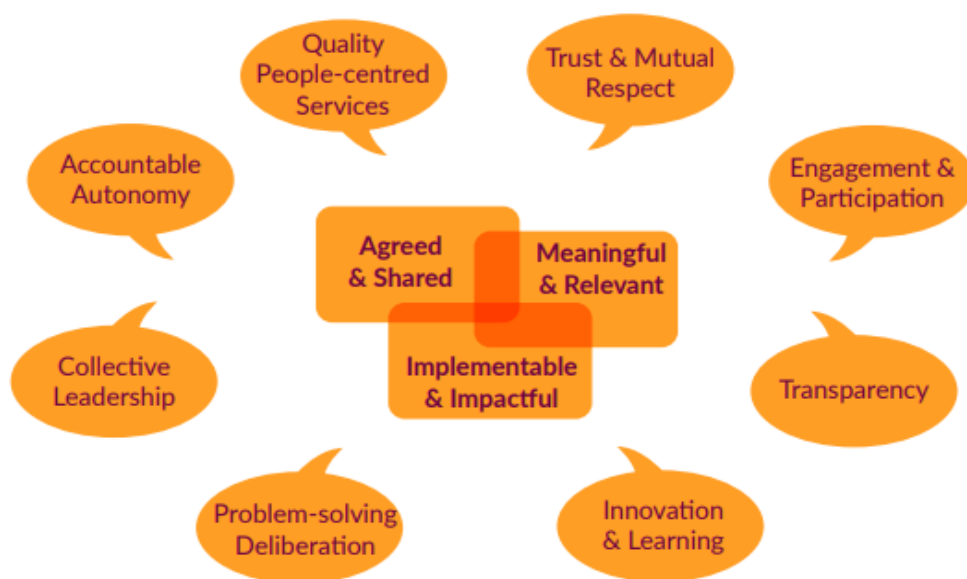 Quality
People-centred
Services
Trust & Mutual
Respect
Accountable
Autonomy
Engagement &
Participation
Agreed
& Shared
Meaningful
& Relevant
Implementable
& Impactful
Collective
Leadership
Transparency
Problem-solving
Deliberation
Innovation
& Learning